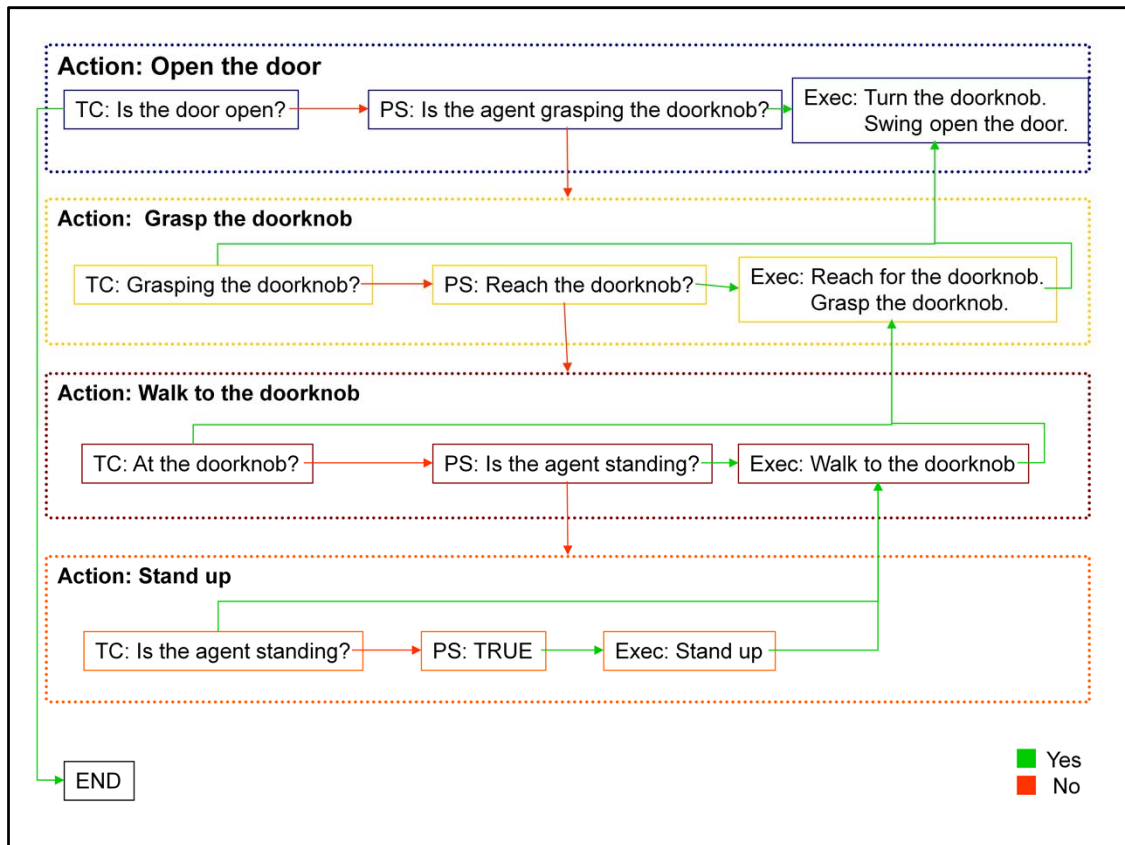 Action: Open the door
TC: Is the door open?
PS: Is the agent grasping the doorknob?
Exec: Turn the doorknob.
Swing open the door.
Action: Grasp the doorknob
TC: Grasping the doorknob?
PS: Reach the doorknob?
Exec: Reach for the doorknob.
Grasp the doorknob.
Action: Walk to the doorknob
TC: At the doorknob?
PS: Is the agent standing?
Exec: Walk to the doorknob
Action: Stand up
TC: Is the agent standing?
PS: TRUE
Exec: Stand up
END
Yes
No